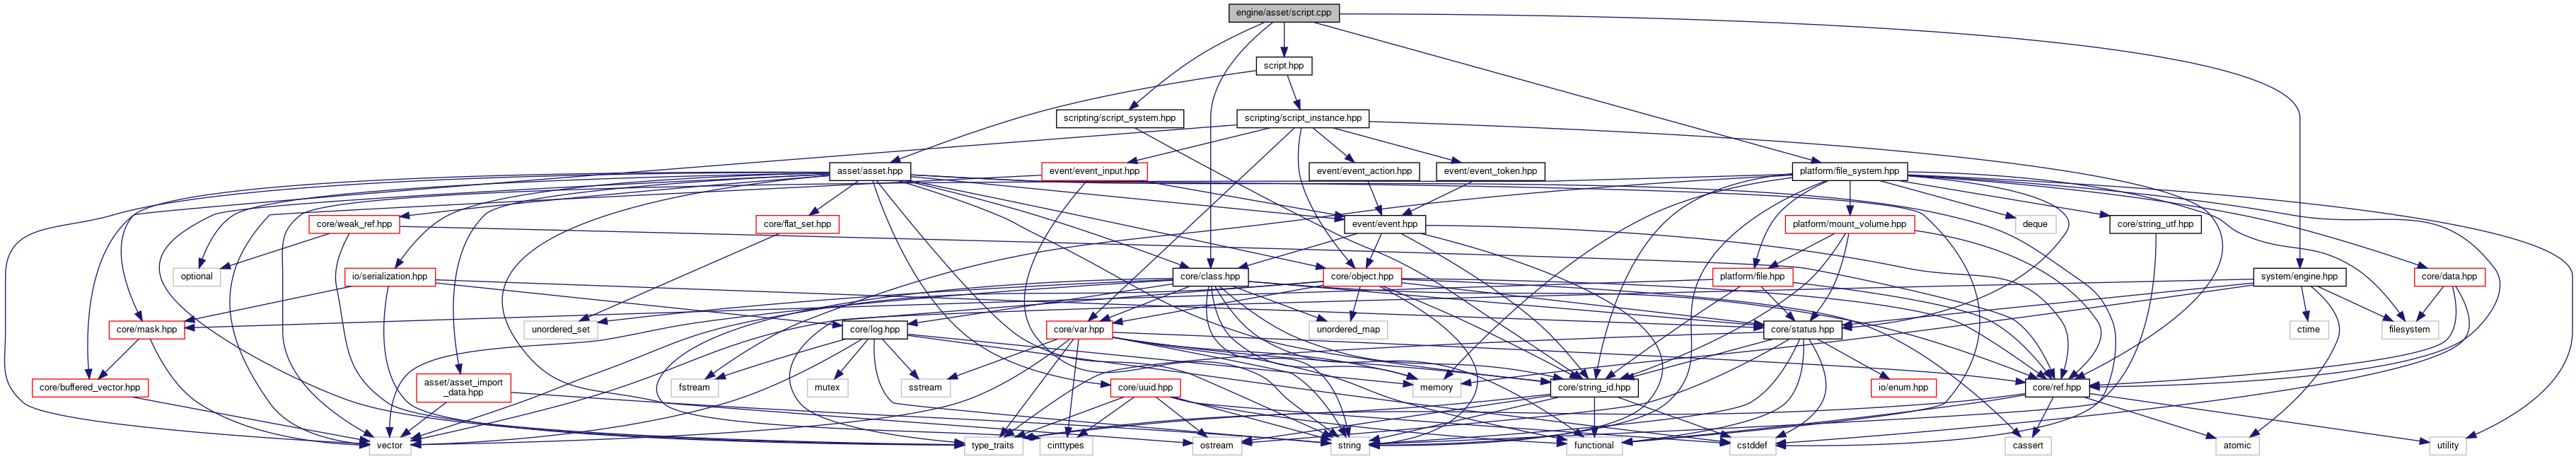 engine/asset/script.cpp
script.hpp
scripting/script_system.hpp
scripting/script_instance.hpp
asset/asset.hpp
event/event_input.hpp
event/event_action.hpp
event/event_token.hpp
platform/file_system.hpp
core/weak_ref.hpp
core/flat_set.hpp
event/event.hpp
platform/mount_volume.hpp
deque
core/string_utf.hpp
optional
io/serialization.hpp
core/class.hpp
core/object.hpp
platform/file.hpp
system/engine.hpp
core/data.hpp
core/mask.hpp
unordered_set
core/log.hpp
core/var.hpp
unordered_map
core/status.hpp
ctime
filesystem
core/buffered_vector.hpp
asset/asset_import
_data.hpp
fstream
mutex
sstream
core/uuid.hpp
memory
core/string_id.hpp
io/enum.hpp
core/ref.hpp
vector
type_traits
cinttypes
ostream
string
functional
cstddef
cassert
atomic
utility